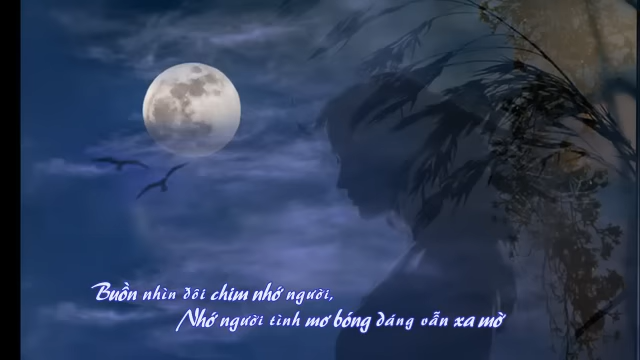 Buồn nhìn đôi chim nhớ người,
Nhớ người tình mơ bóng dáng vẫn xa mờ